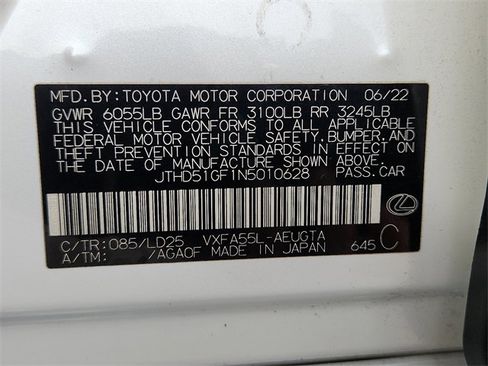 MFD.BY:TOYOTA MOTOR CORPORATION 06/22
GVWR 6055LB GAWR FR 3100LB RR 3245LB
THIS VEHICLE CONFORMS TO ALL APPLICABLE
FEDERAL MOTOR VEHICLE SAFETY,BUMPER,AND
THEFT PREVENTION STANDARDS IN EFFECT
ON THE DATE OF MANUFACTURE SHOWN ABOVE.
JTHD51GF1N5010628 PASS.CAR
C/TR:085/LD25 VXFA55L-AEUGTA
A/TM: /AGA0F MADE IN JAPAN 645 C